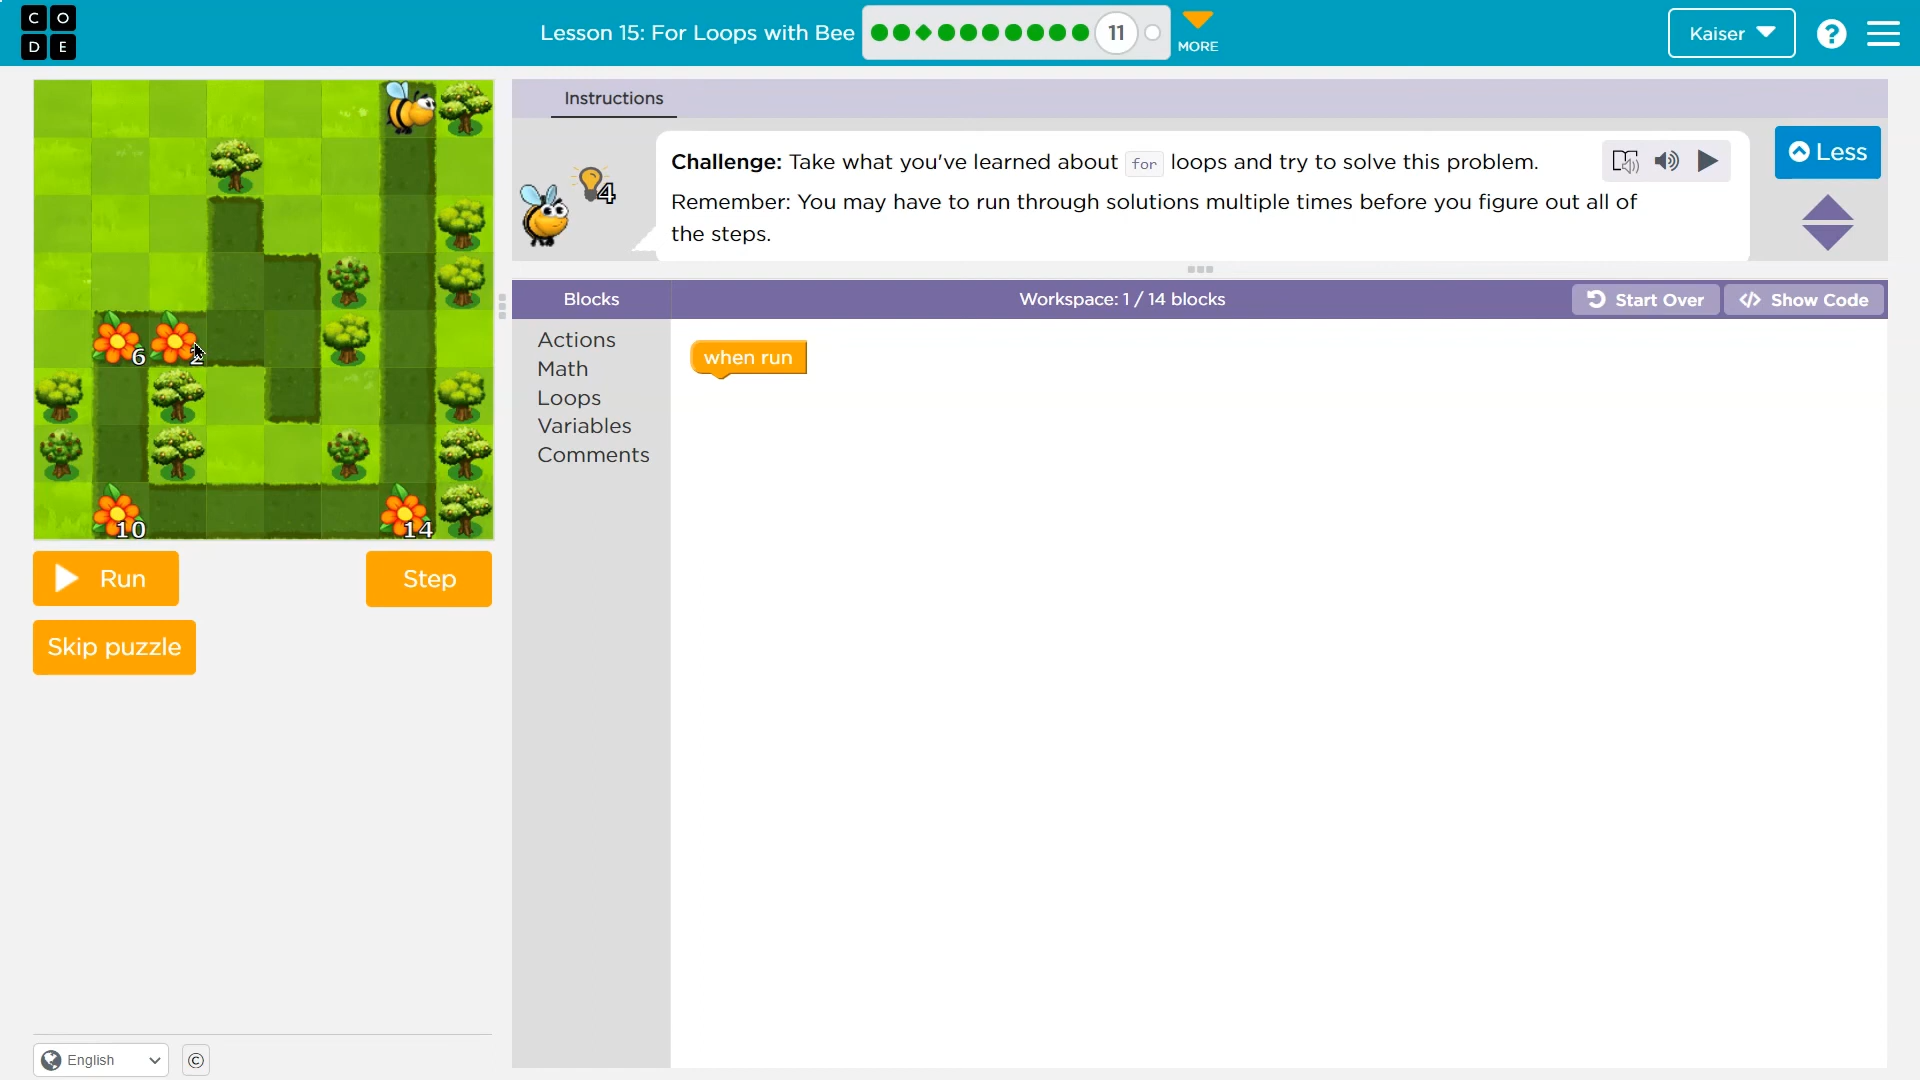 C O
D E
Lesson 15: For Loops with Bee
11
MORE
Kaiser
?
Instructions
4
Challenge: Take what you've learned about for loops and try to solve this problem.
Remember: You may have to run through solutions multiple times before you figure out all of
the steps.
Less
Blocks
Workspace: 1 / 14 blocks
Start Over
</> Show Code
Actions
Math
Loops
Variables
Comments
when run
6
2
10
14
Run
Step
Skip puzzle
English
©